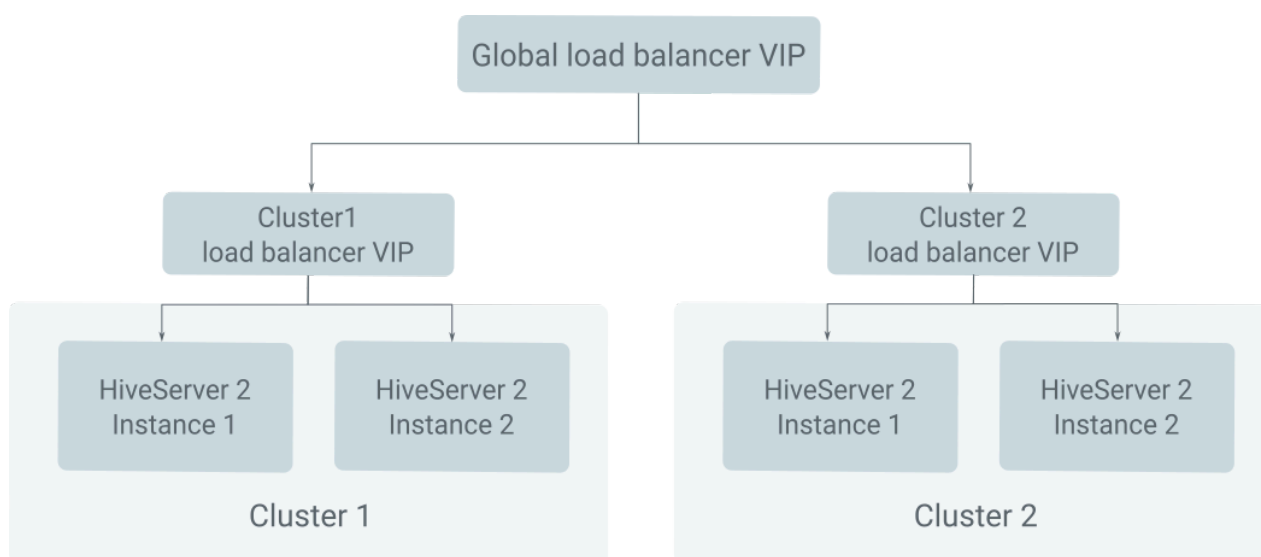 Global load balancer VIP
Cluster1
load balancer VIP
Cluster 2
load balancer VIP
HiveServer 2
Instance 1
HiveServer 2
Instance 2
HiveServer 2
Instance 1
HiveServer 2
Instance 2
Cluster 1
Cluster 2